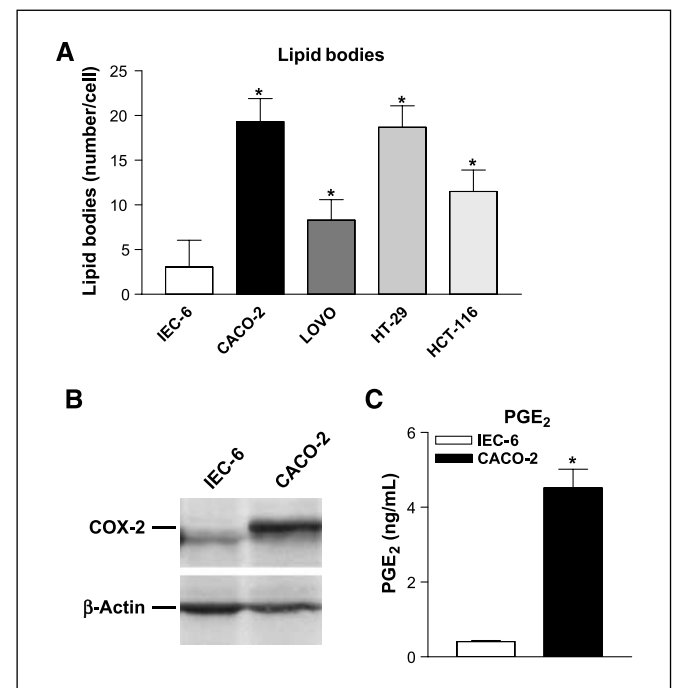 A
Lipid bodies
Lipid bodies (number/cell)
25
20
15
10
5
0
*
*
*
*
IEC-6
CACO-2
LOVO
HT-29
HCT-116
B
IEC-6
CACO-2
COX-2
β-Actin
C
PGE₂
IEC-6
CACO-2
PGE₂ (ng/mL)
6
4
2
0
*